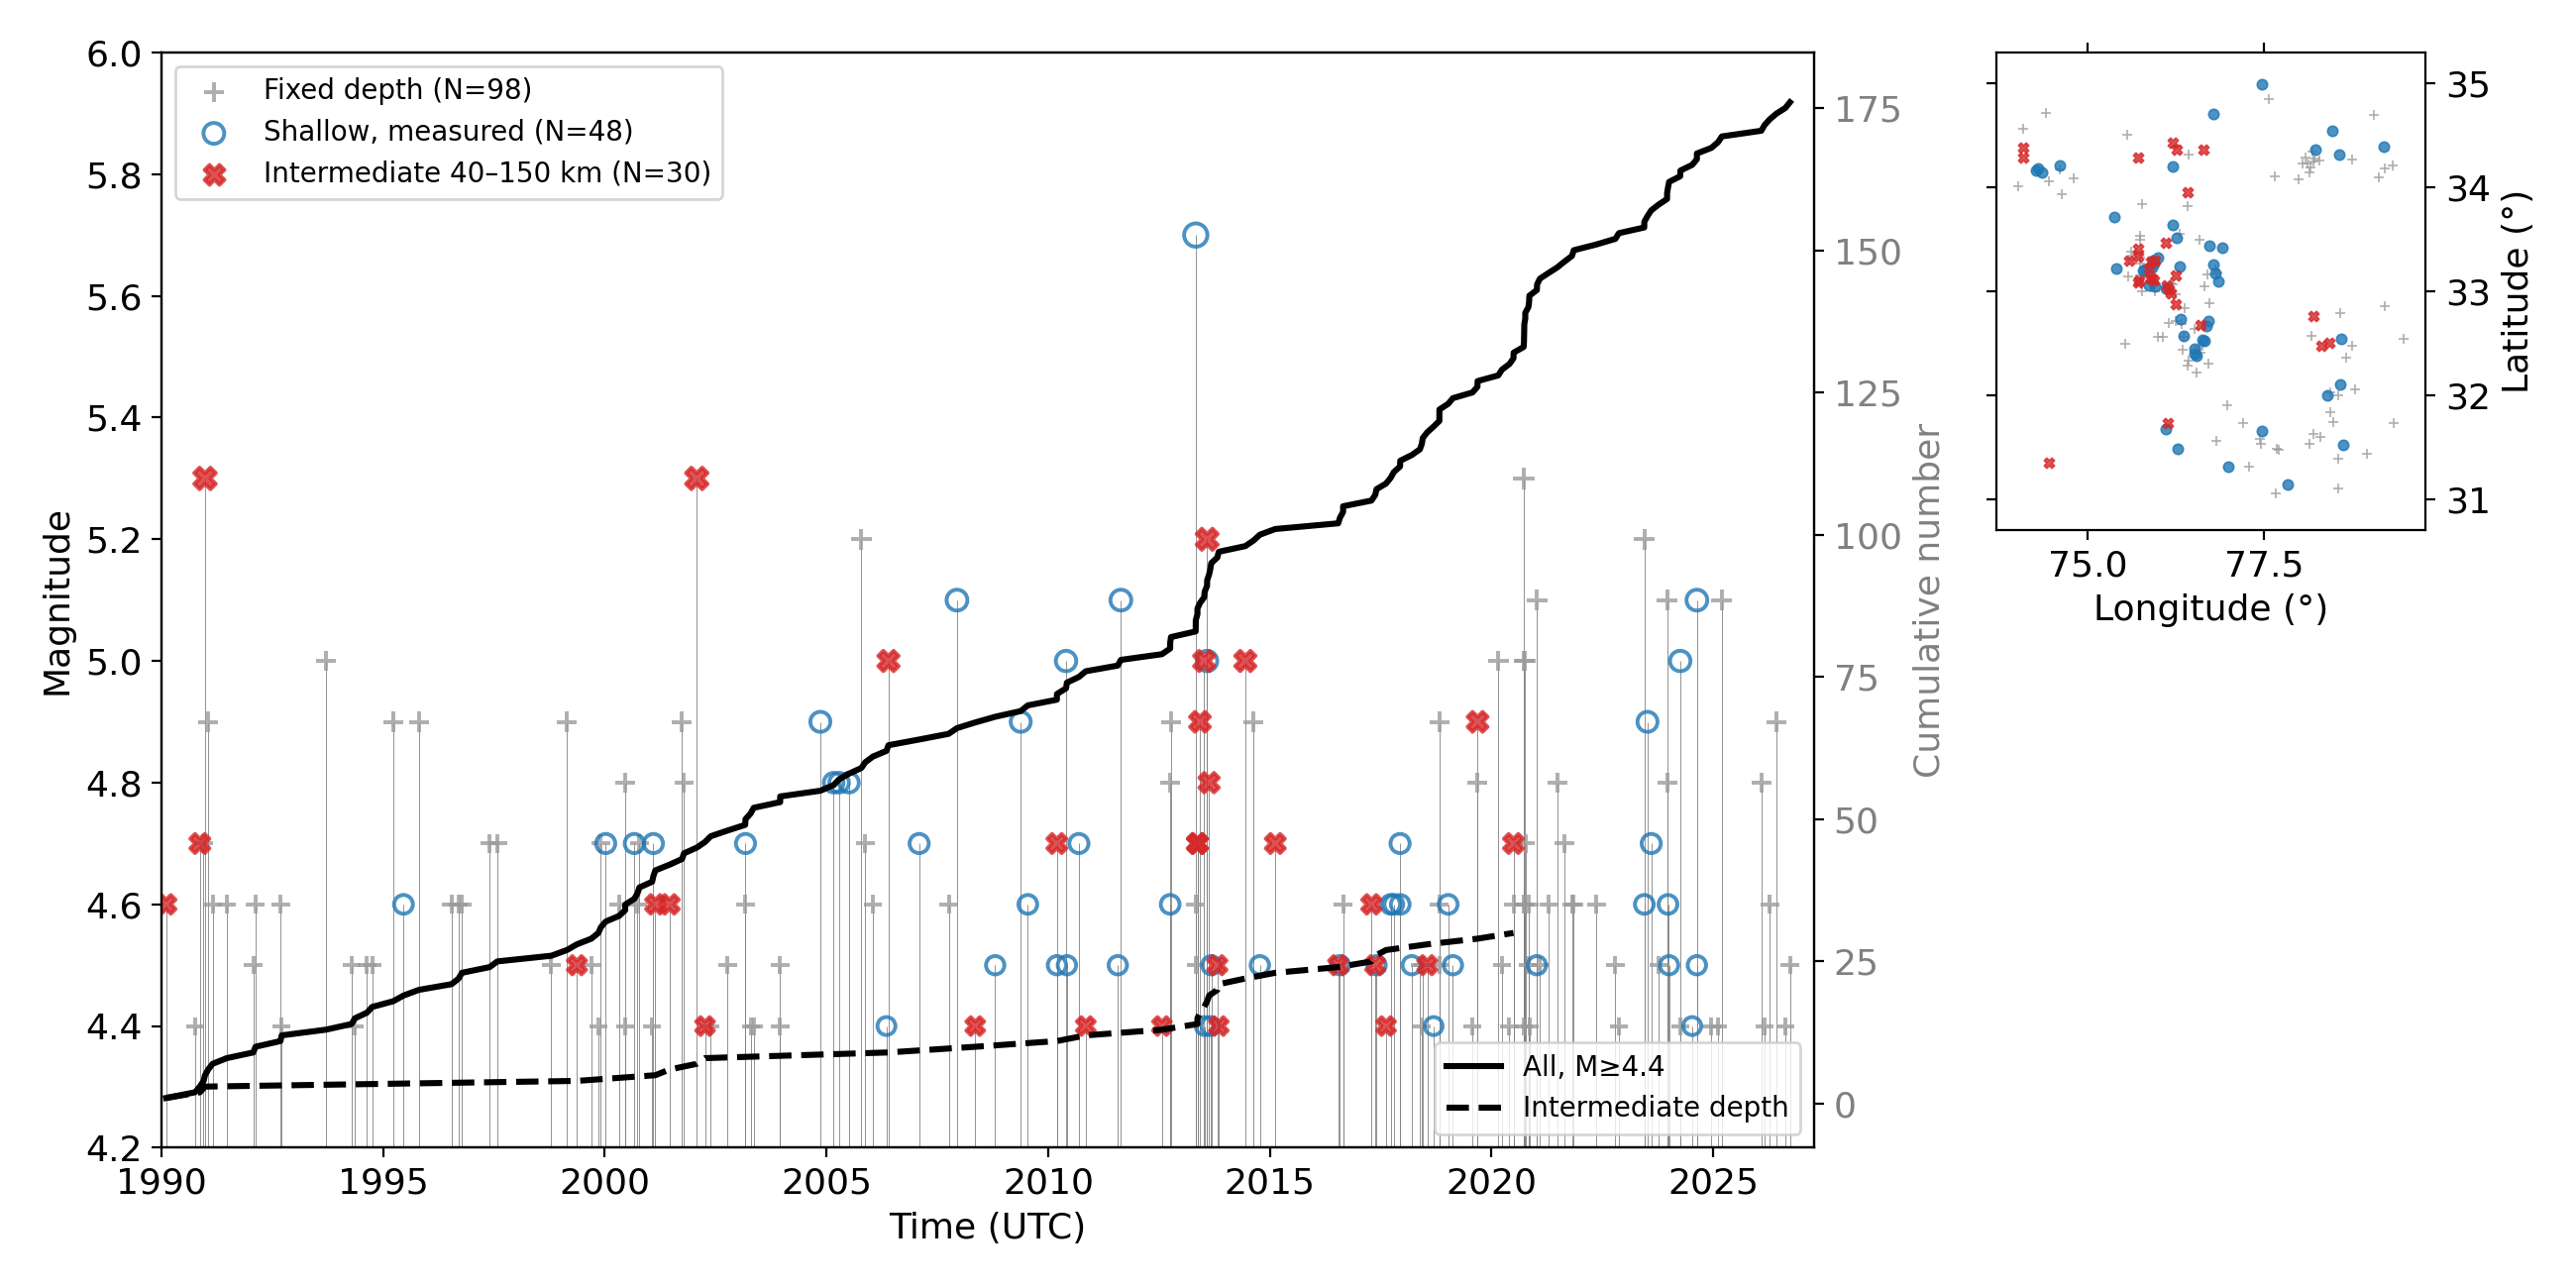 6.0
5.8
5.6
5.4
5.2
5.0
4.8
4.6
4.4
4.2
Magnitude
Fixed depth (N=98)
Shallow, measured (N=48)
Intermediate 40–150 km (N=30)
175
150
125
100
75
50
25
0
Cumulative number
All, M≥4.4
Intermediate depth
1990 1995 2000 2005 2010 2015 2020 2025
Time (UTC)
35
34
33
32
31
Latitude (°)
75.0 77.5
Longitude (°)